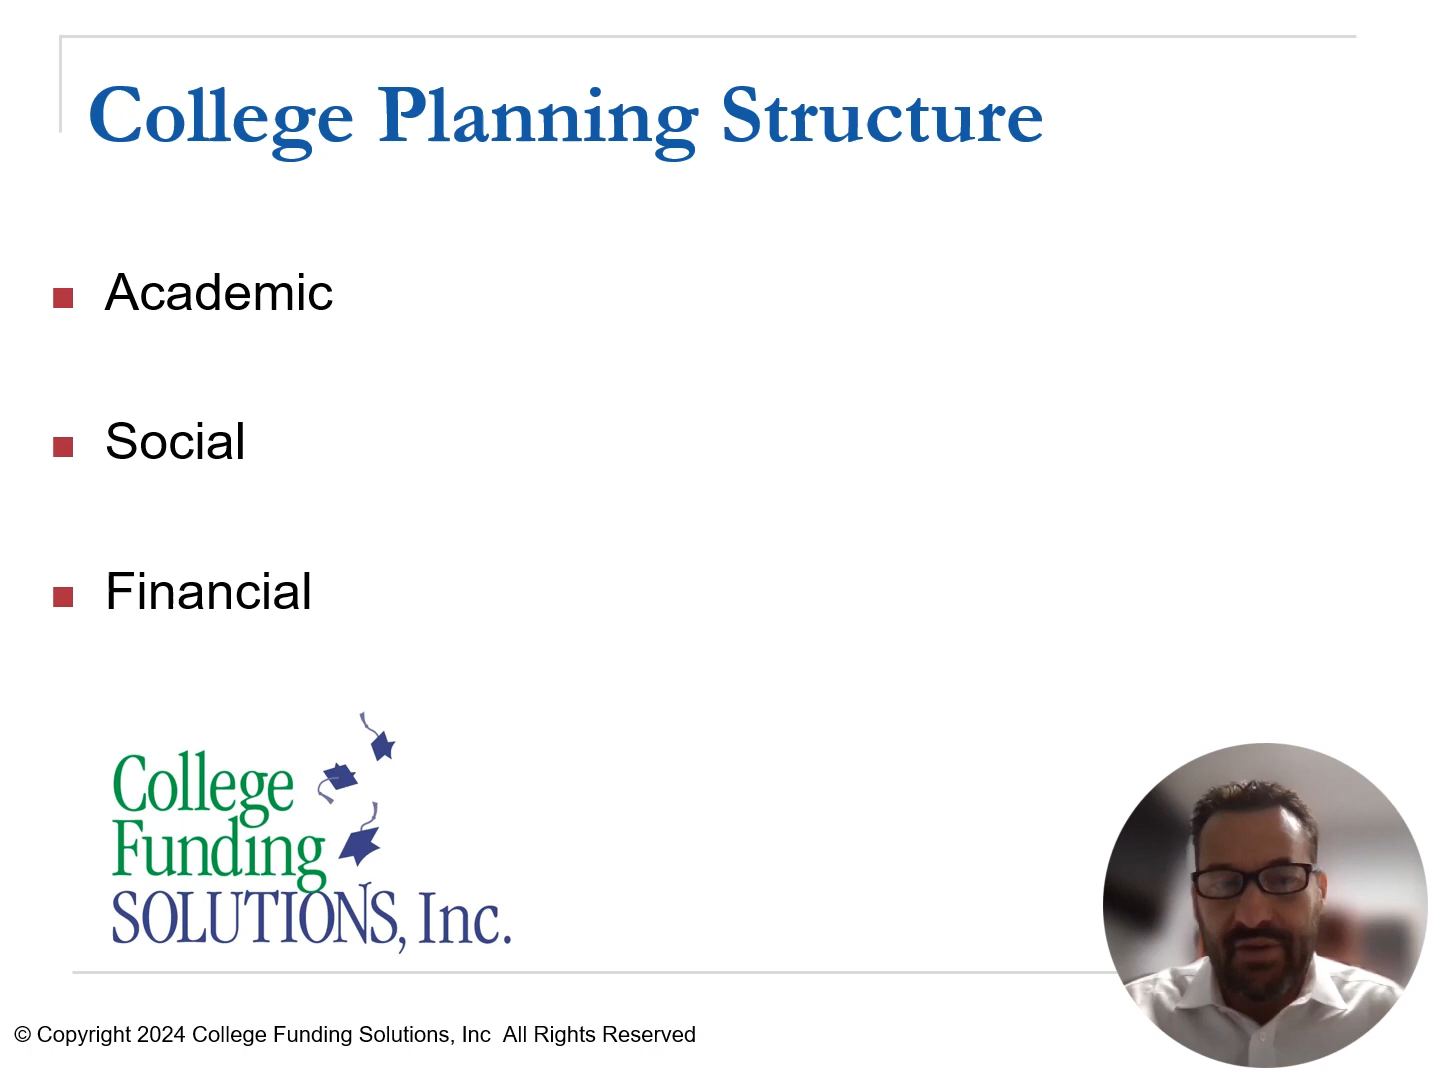 College Planning Structure
Academic
Social
Financial
College
Funding
SOLUTIONS, Inc.
© Copyright 2024 College Funding Solutions, Inc  All Rights Reserved